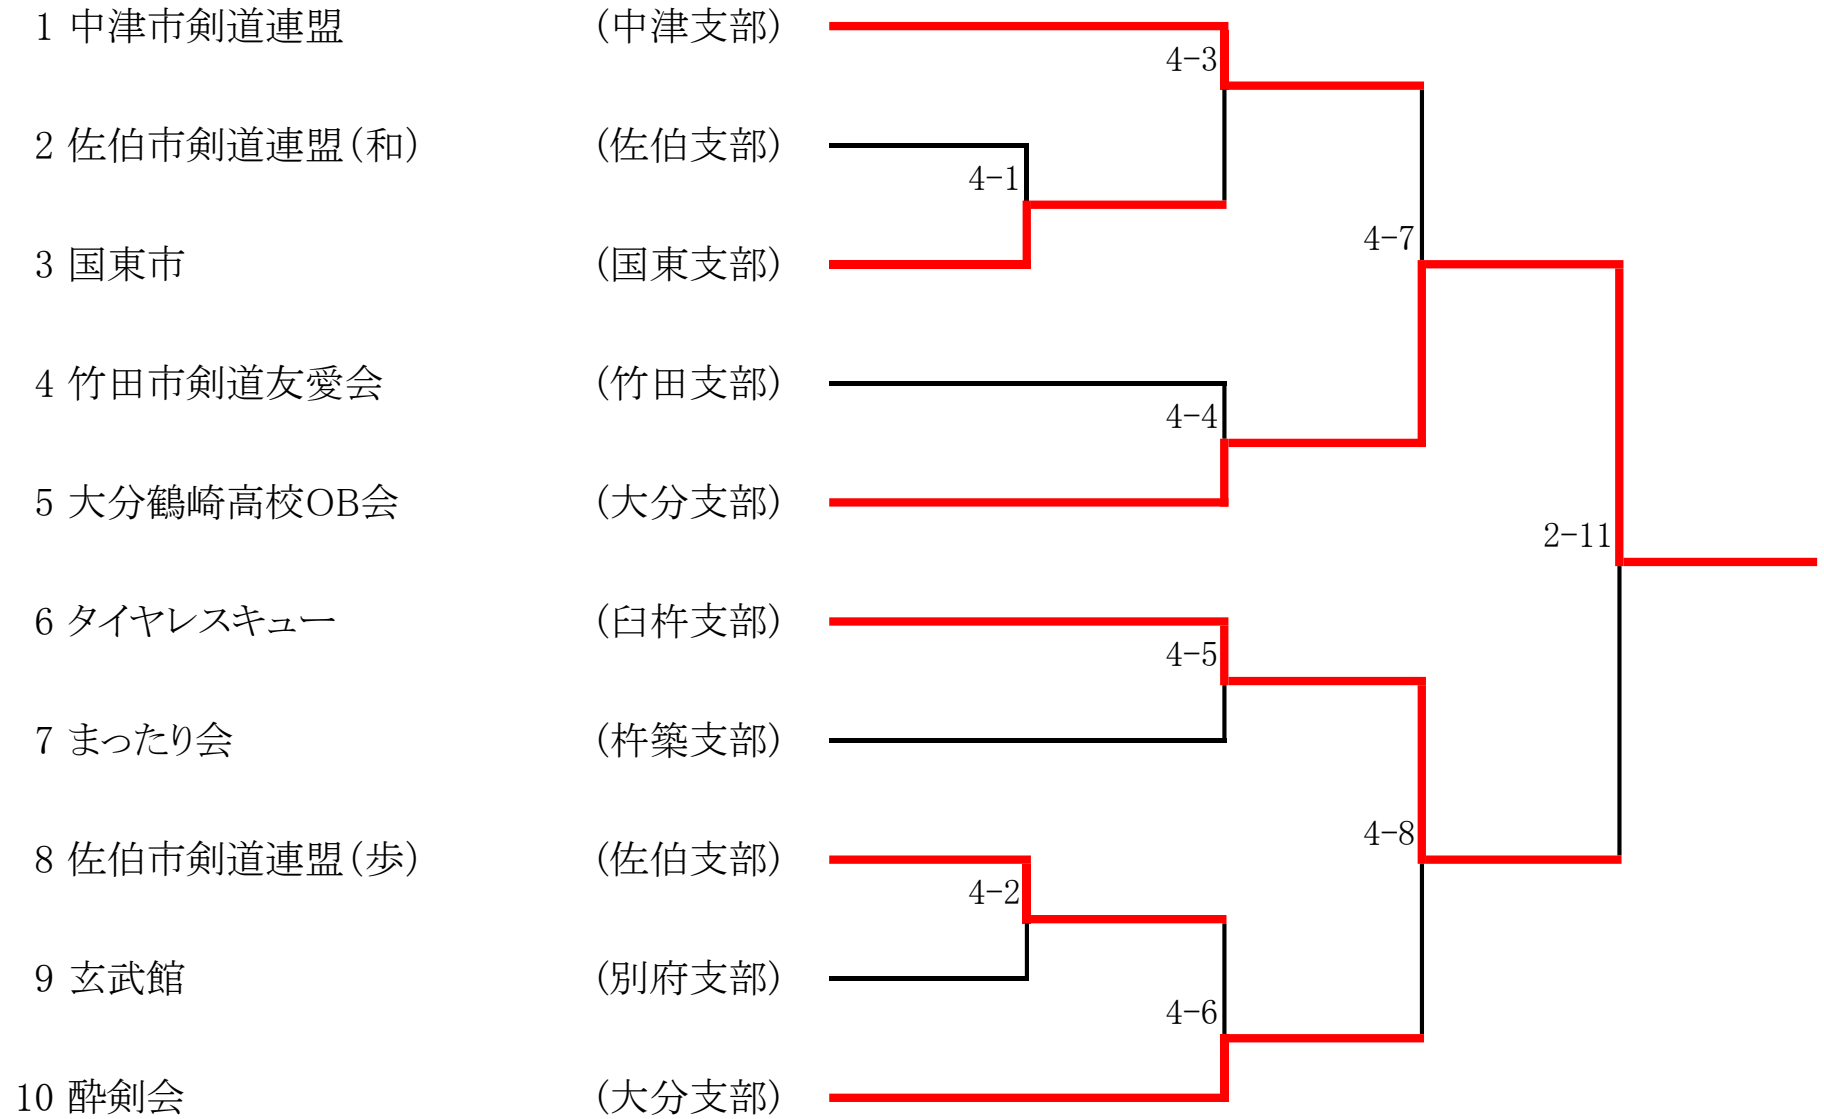 1 中津市剣道連盟 (中津支部)
4-3
2 佐伯市剣道連盟(和) (佐伯支部)
4-1
4-7
3 国東市 (国東支部)
4 竹田市剣道友愛会 (竹田支部)
4-4
5 大分鶴崎高校OB会 (大分支部)
2-11
6 タイヤレスキュー (臼杵支部)
4-5
7 まったり会 (杵築支部)
4-8
8 佐伯市剣道連盟(歩) (佐伯支部)
4-2
9 玄武館 (別府支部)
4-6
10 酔剣会 (大分支部)